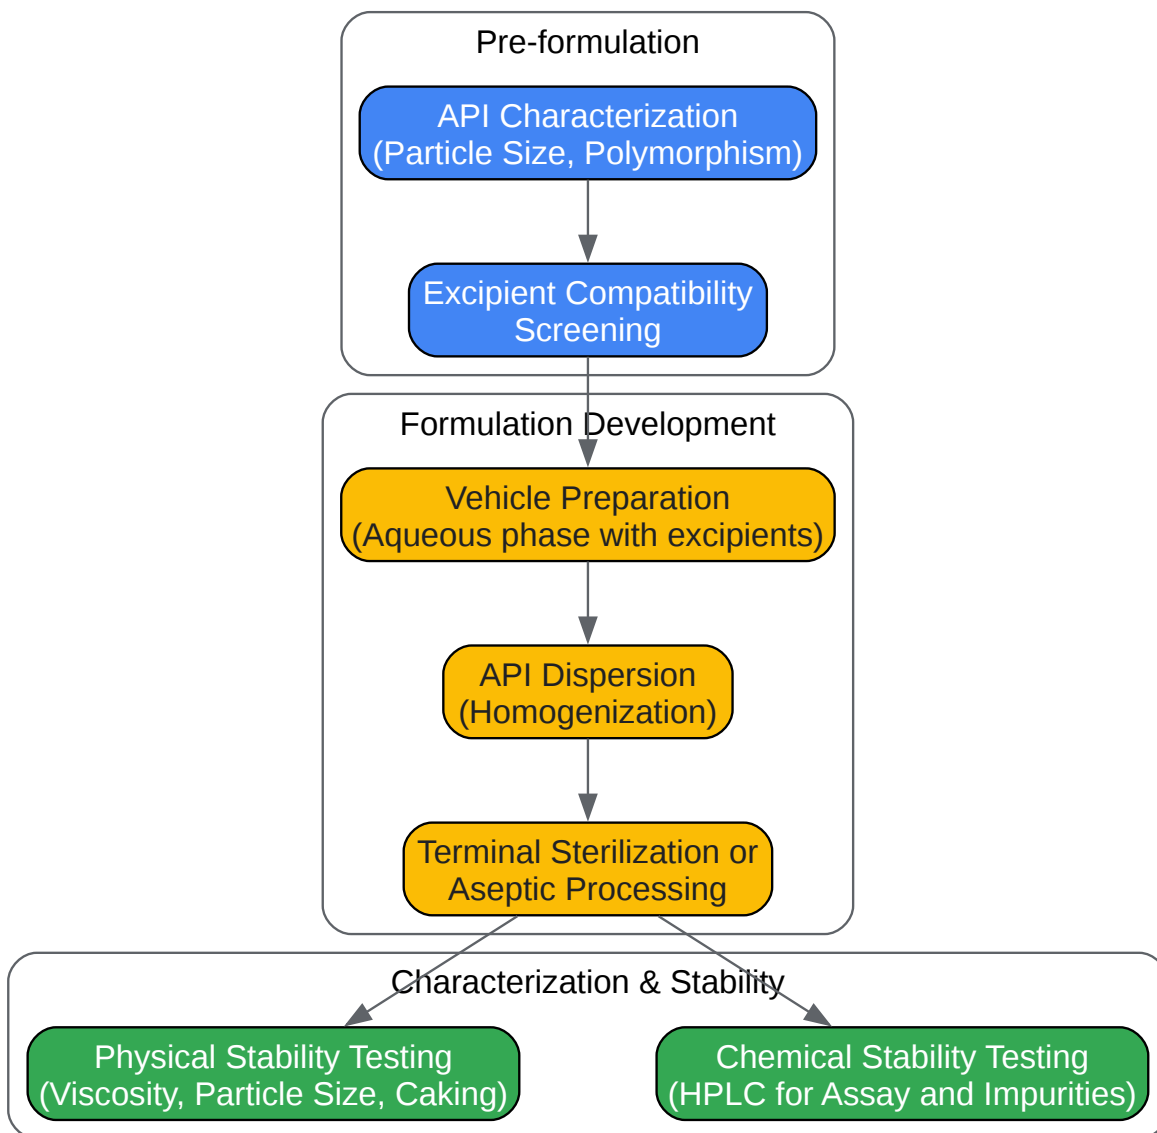 Pre-formulation
API Characterization
(Particle Size, Polymorphism)
Excipient Compatibility
Screening
Formulation Development
Vehicle Preparation
(Aqueous phase with excipients)
API Dispersion
(Homogenization)
Terminal Sterilization or
Aseptic Processing
Characterization & Stability
Physical Stability Testing
(Viscosity, Particle Size, Caking)
Chemical Stability Testing
(HPLC for Assay and Impurities)